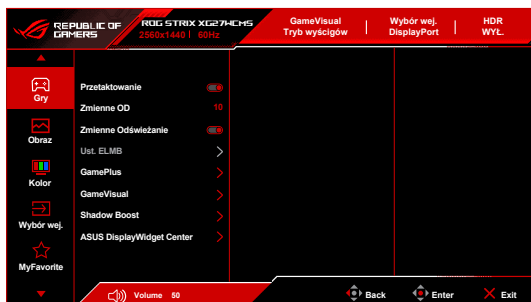 REPUBLIC OF GAMERS
ROG STRIX XG27WCMS
2560x1440 | 60Hz
GameVisual
Tryb wyścigów
Wybór wej.
DisplayPort
HDR
WYŁ.
Gry
Obraz
Kolor
Wybór wej.
MyFavorite
Przetaktowanie
Zmienne OD 10
Zmienne Odświeżanie
Ust. ELMB
GamePlus
GameVisual
Shadow Boost
ASUS DisplayWidget Center
Volume 50
Back
Enter
Exit